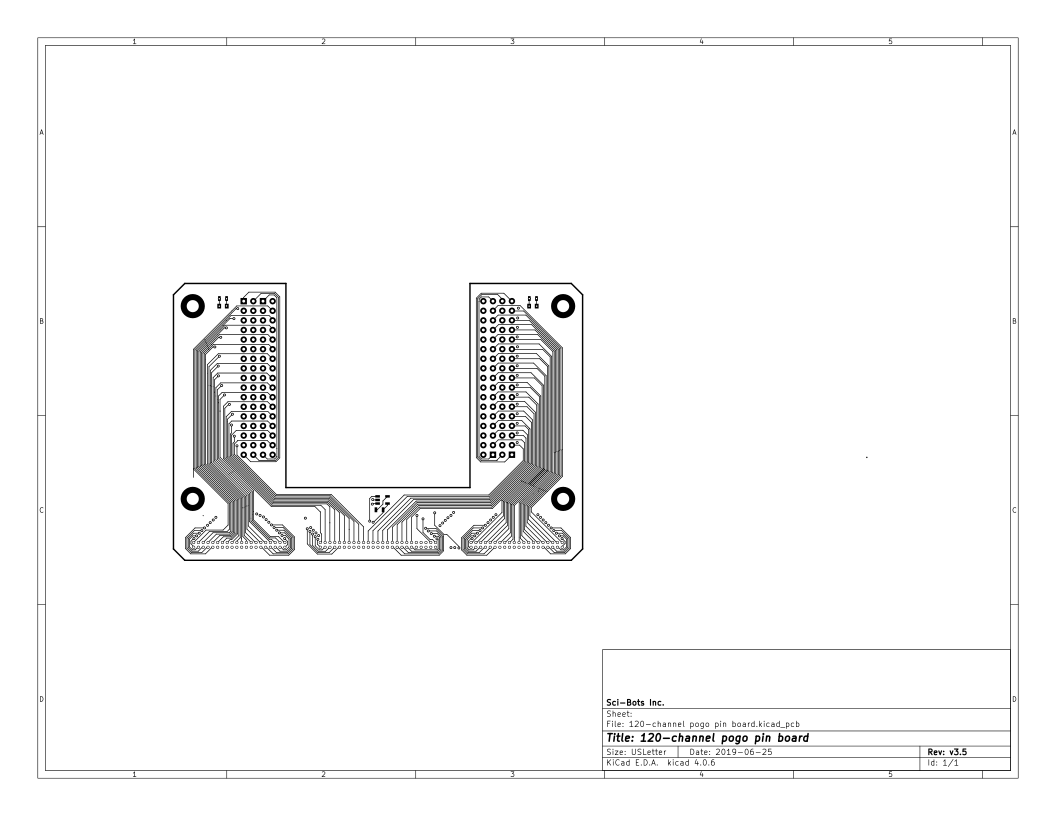 1 2 3 4 5
A A
B B
C C
D D
Sci-Bots Inc.
Sheet:
File: 120-channel pogo pin board.kicad_pcb
Title: 120-channel pogo pin board
Size: USLetter Date: 2019-06-25 Rev: v3.5
KiCad E.D.A. kicad 4.0.6 Id: 1/1
1 2 3 4 5